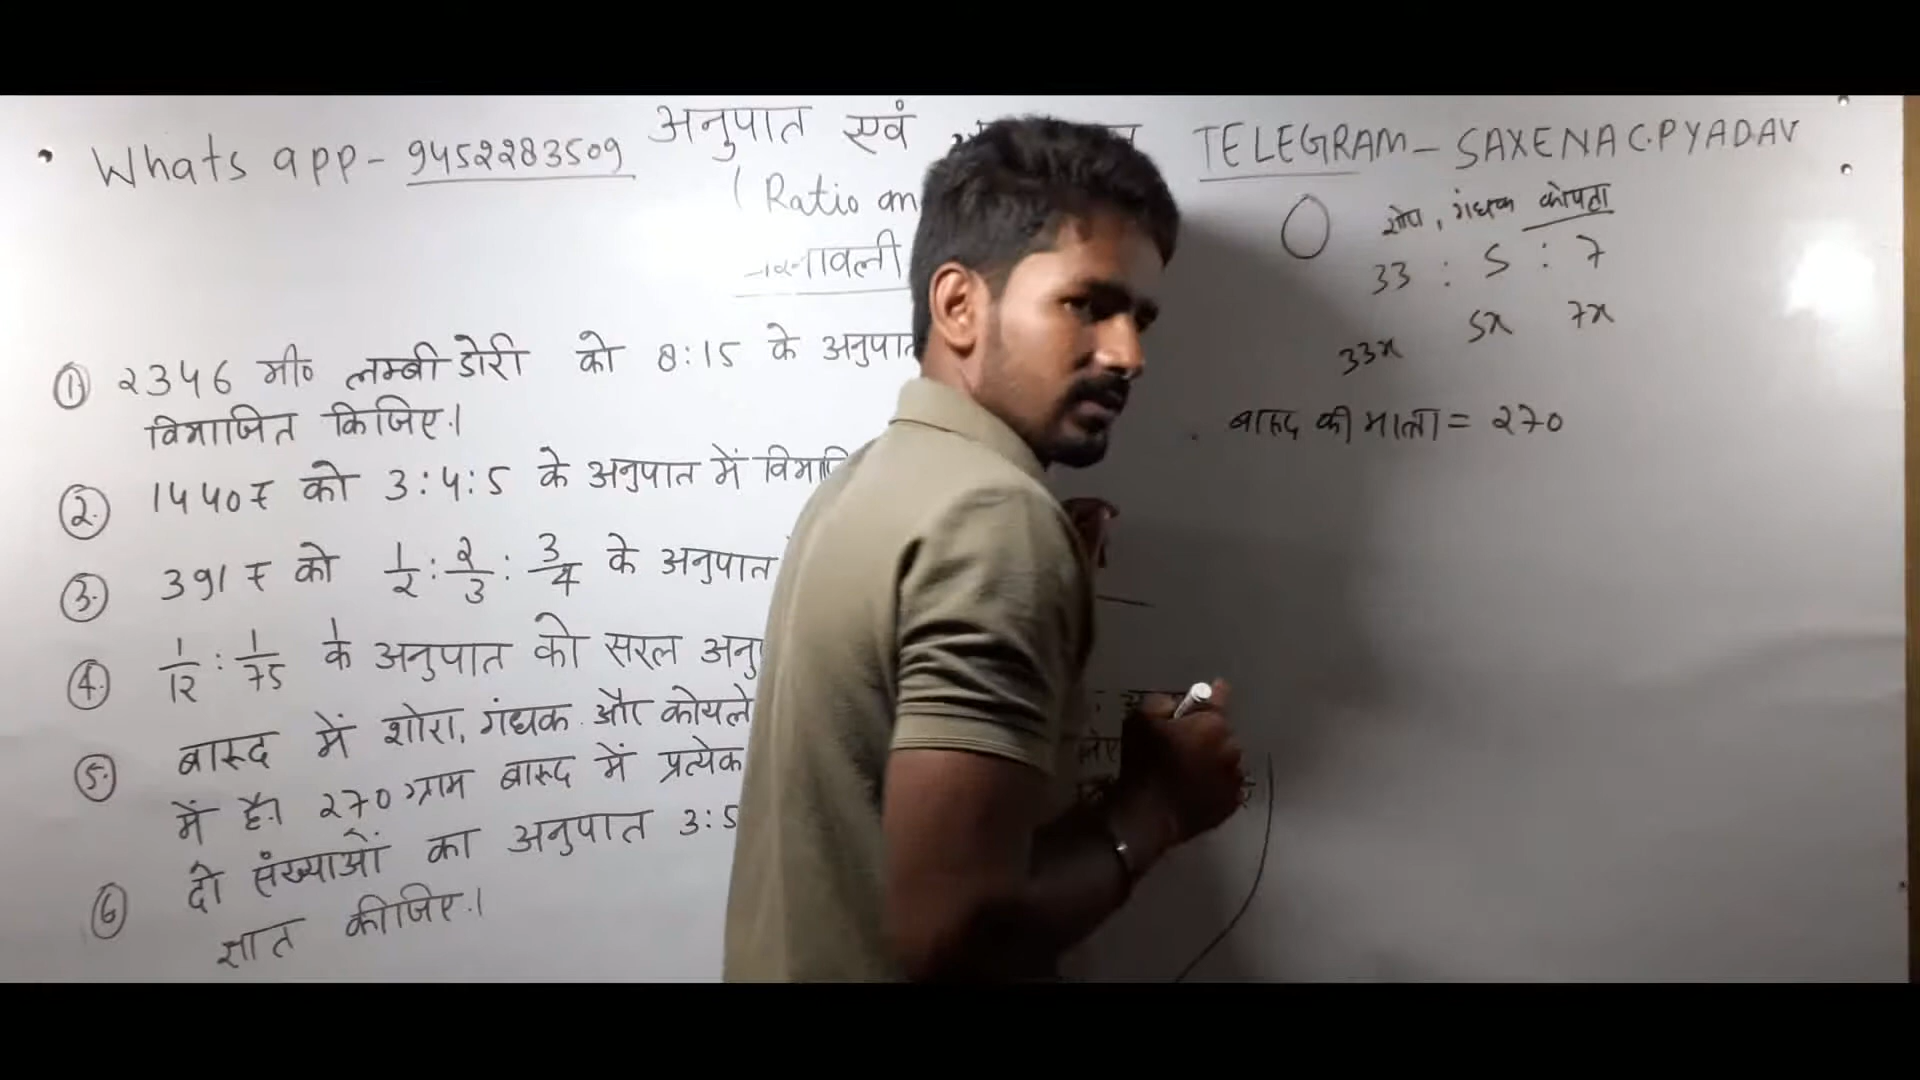 Whats app - 9452283509
अनुपात एवं
TELEGRAM - SAXENA C.P YADAV
( Ratio an
शोरा, गंधक कोयला
33 : 5 : 7
33x 5x 7x
बारूद की मात्रा = 270
① 2346 मी० लम्बी डोरी को 8:15 के अनुपात
विभाजित किजिए।
②. 1440 ₹ को 3:4:5 के अनुपात में विभाजि
③. 391 ₹ को 1/2 : 2/3 : 3/4 के अनुपात
④. 1/12 : 1/75 के अनुपात को सरल अनु
⑤. बारूद में शोरा, गंधक और कोयले
में है। 270 ग्राम बारूद में प्रत्येक
⑥ दो संख्याओं का अनुपात 3:5
ज्ञात कीजिए।